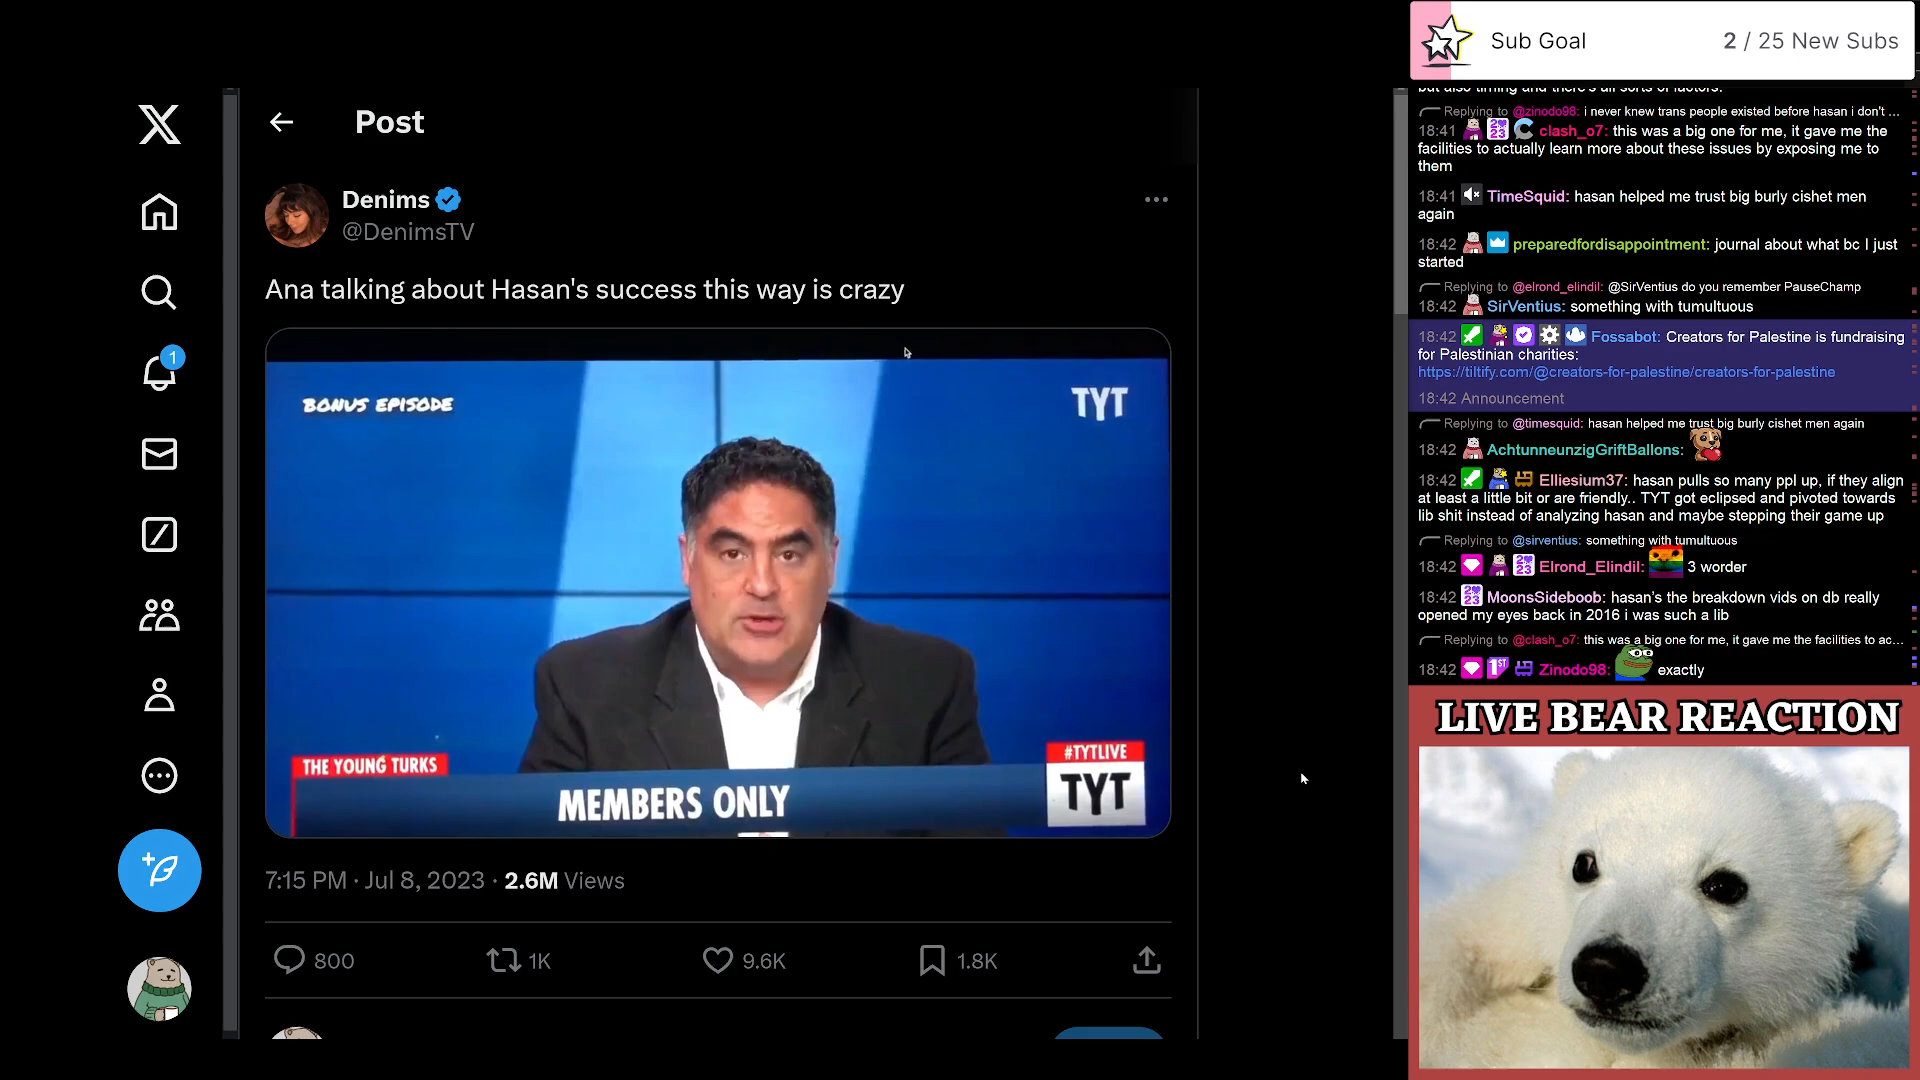 Post
Denims
@DenimsTV
Ana talking about Hasan's success this way is crazy
BONUS EPISODE
TYT
THE YOUNG TURKS
MEMBERS ONLY
#TYTLIVE
TYT
7:15 PM · Jul 8, 2023 · 2.6M Views
800
1K
9.6K
1.8K
1
Sub Goal
2 / 25 New Subs
but also timing and there's all sorts of factors.
Replying to @zinodo98: i never knew trans people existed before hasan i don't ...
18:41 clash_o7: this was a big one for me, it gave me the
facilities to actually learn more about these issues by exposing me to
them
18:41 TimeSquid: hasan helped me trust big burly cishet men
again
18:42 preparedfordisappointment: journal about what bc I just
started
Replying to @elrond_elindil: @SirVentius do you remember PauseChamp
18:42 SirVentius: something with tumultuous
18:42 Fossabot: Creators for Palestine is fundraising
for Palestinian charities:
https://tiltify.com/@creators-for-palestine/creators-for-palestine
18:42 Announcement
Replying to @timesquid: hasan helped me trust big burly cishet men again
18:42 AchtunneunzigGriftBallons:
18:42 Elliesium37: hasan pulls so many ppl up, if they align
at least a little bit or are friendly.. TYT got eclipsed and pivoted towards
lib shit instead of analyzing hasan and maybe stepping their game up
Replying to @sirventius: something with tumultuous
18:42 Elrond_Elindil: 3 worder
18:42 MoonsSideboob: hasan's the breakdown vids on db really
opened my eyes back in 2016 i was such a lib
Replying to @clash_o7: this was a big one for me, it gave me the facilities to ac...
18:42 Zinodo98: exactly
LIVE BEAR REACTION